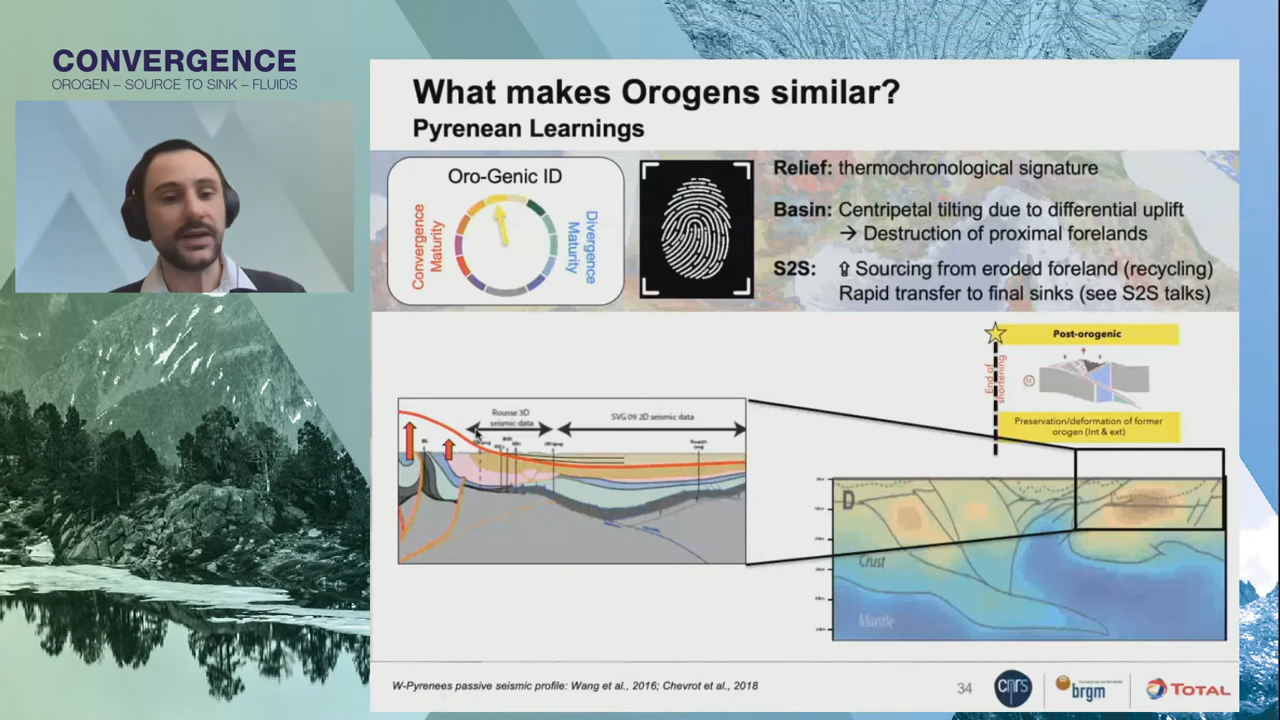 CONVERGENCE
OROGEN – SOURCE TO SINK – FLUIDS
What makes Orogens similar?
Pyrenean Learnings
Oro-Genic ID
Convergence
Maturity
Divergence
Maturity
Relief: thermochronological signature
Basin: Centripetal tilting due to differential uplift
→ Destruction of proximal forelands
S2S: ⇧ Sourcing from eroded foreland (recycling)
Rapid transfer to final sinks (see S2S talks)
Post-orogenic
End of
shortening
H
Preservation/deformation of former
orogen (Int & ext)
Rousse 3D
seismic data
SVG 09 2D seismic data
D
Crust
Mantle
W-Pyrenees passive seismic profile: Wang et al., 2016; Chevrot et al., 2018
34
cnrs
brgm
TOTAL